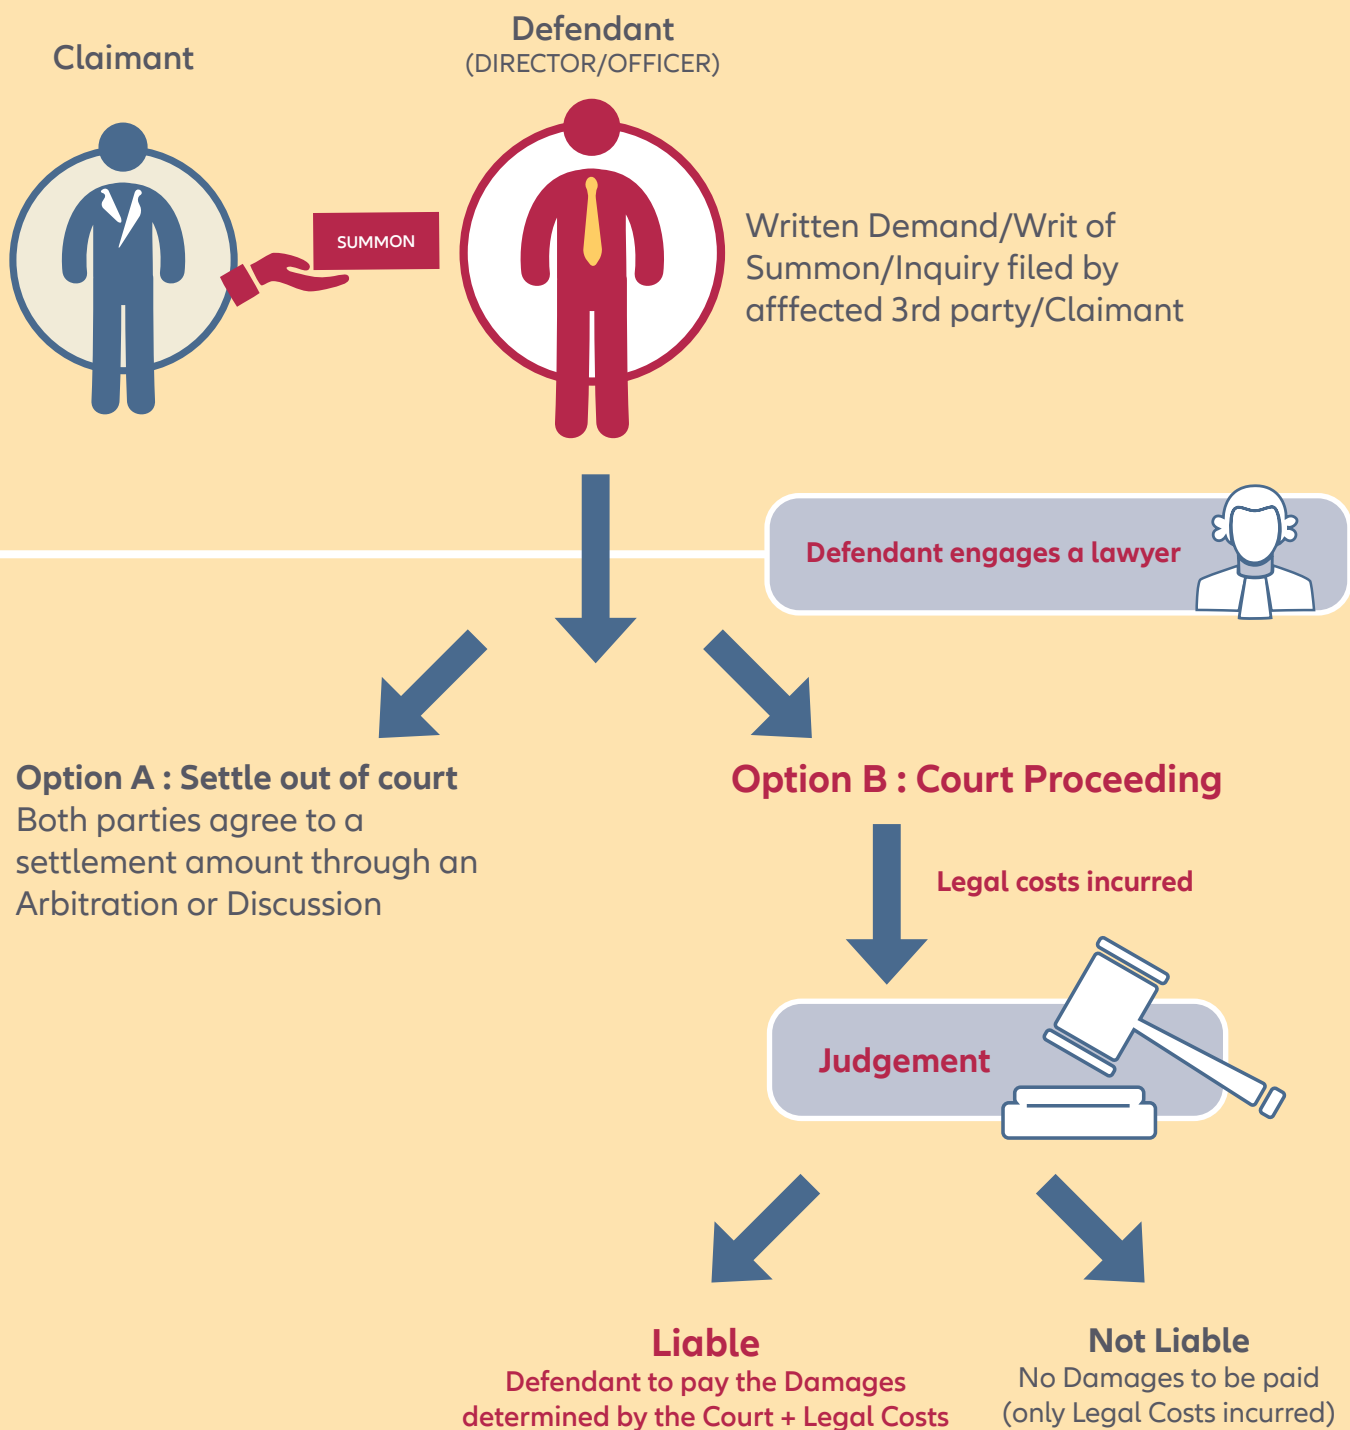 Claimant
Defendant
(DIRECTOR/OFFICER)
SUMMON
Written Demand/Writ of
Summon/Inquiry filed by
afffected 3rd party/Claimant
Defendant engages a lawyer
Option A : Settle out of court
Both parties agree to a
settlement amount through an
Arbitration or Discussion
Option B : Court Proceeding
Legal costs incurred
Judgement
Liable
Defendant to pay the Damages
determined by the Court + Legal Costs
Not Liable
No Damages to be paid
(only Legal Costs incurred)